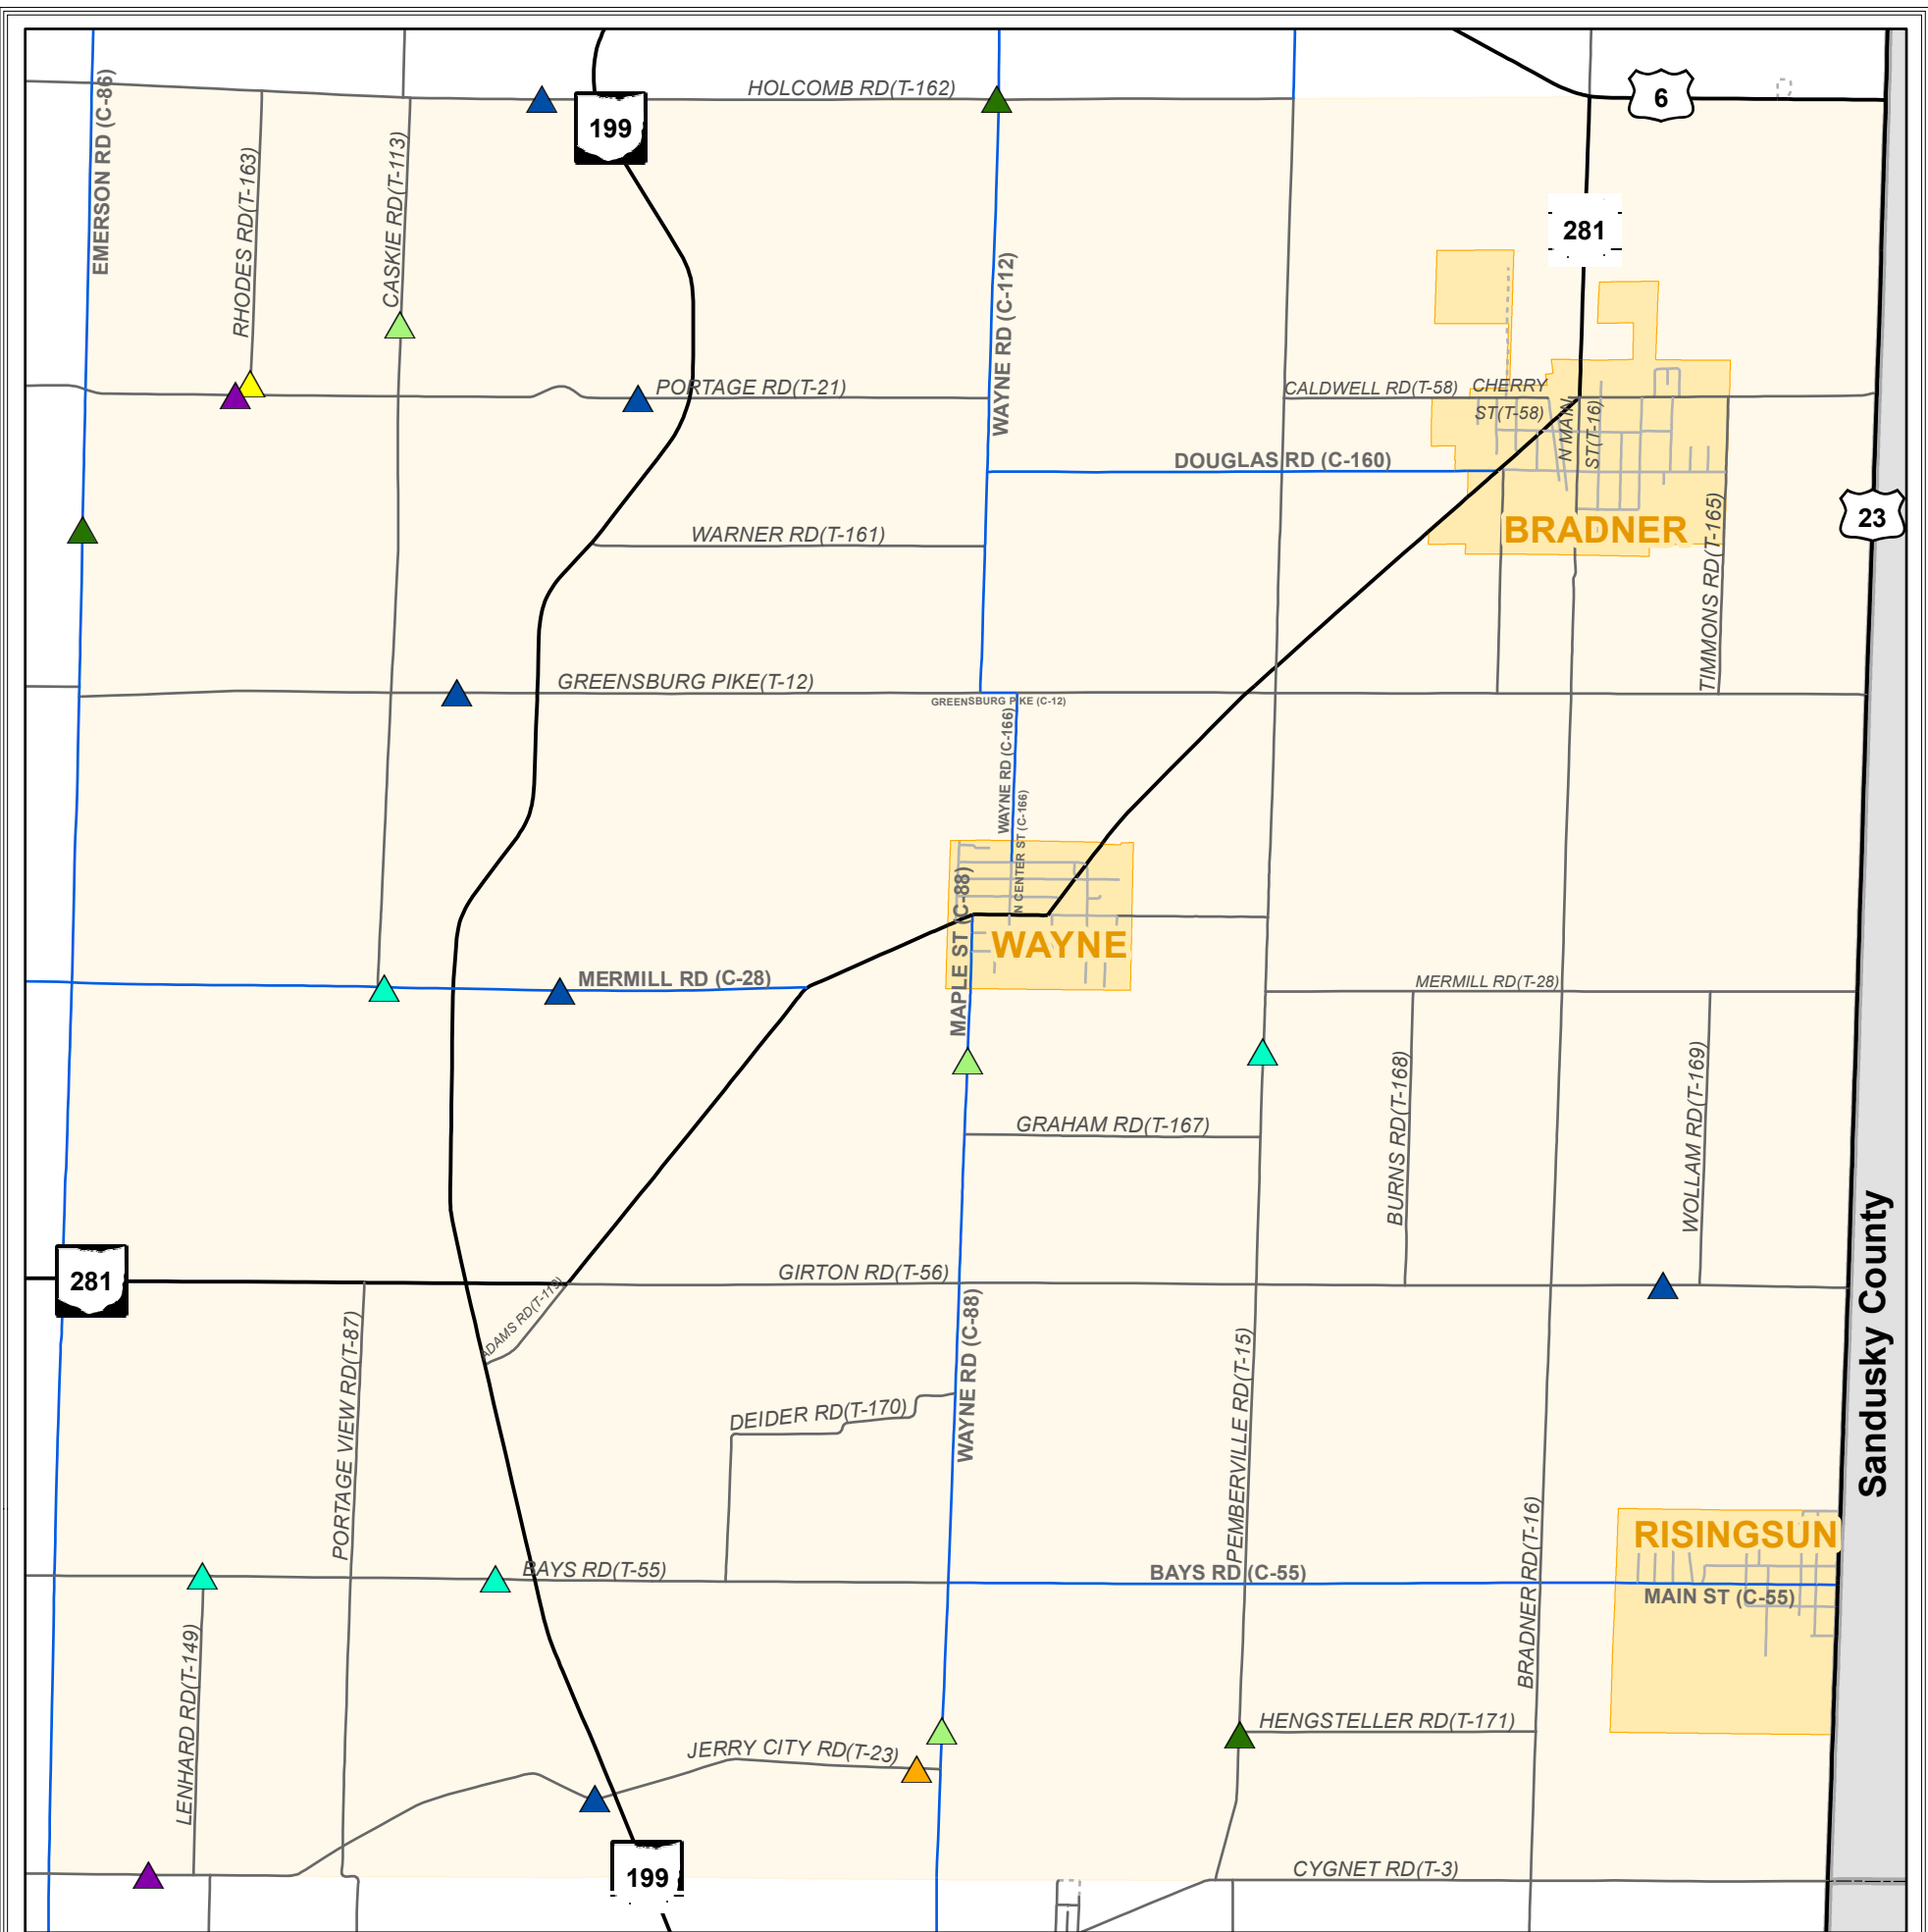 HOLCOMB RD(T-162)
6
199
EMERSON RD (C-86)
RHODES RD(T-163)
CASKIE RD(T-113)
281
WAYNE RD (C-112)
PORTAGE RD(T-21)
CALDWELL RD(T-58)
CHERRY
ST(T-58)
N MAIN
ST(T-16)
DOUGLAS RD (C-160)
23
BRADNER
WARNER RD(T-161)
TIMMONS RD(T-165)
GREENSBURG PIKE(T-12)
GREENSBURG PIKE (C-12)
WAYNE RD (C-166)
N CENTER ST (C-166)
MAPLE ST (C-88)
WAYNE
MERMILL RD (C-28)
MERMILL RD(T-28)
GRAHAM RD(T-167)
BURNS RD(T-168)
WOLLAM RD(T-169)
281
GIRTON RD(T-56)
ADAMS RD(T-113)
Sandusky County
PORTAGE VIEW RD(T-87)
WAYNE RD (C-88)
DEIDER RD(T-170)
PEMBERVILLE RD(T-15)
BRADNER RD(T-16)
RISINGSUN
BAYS RD(T-55)
BAYS RD (C-55)
MAIN ST (C-55)
LENHARD RD(T-149)
HENGSTELLER RD(T-171)
JERRY CITY RD(T-23)
199
CYGNET RD(T-3)